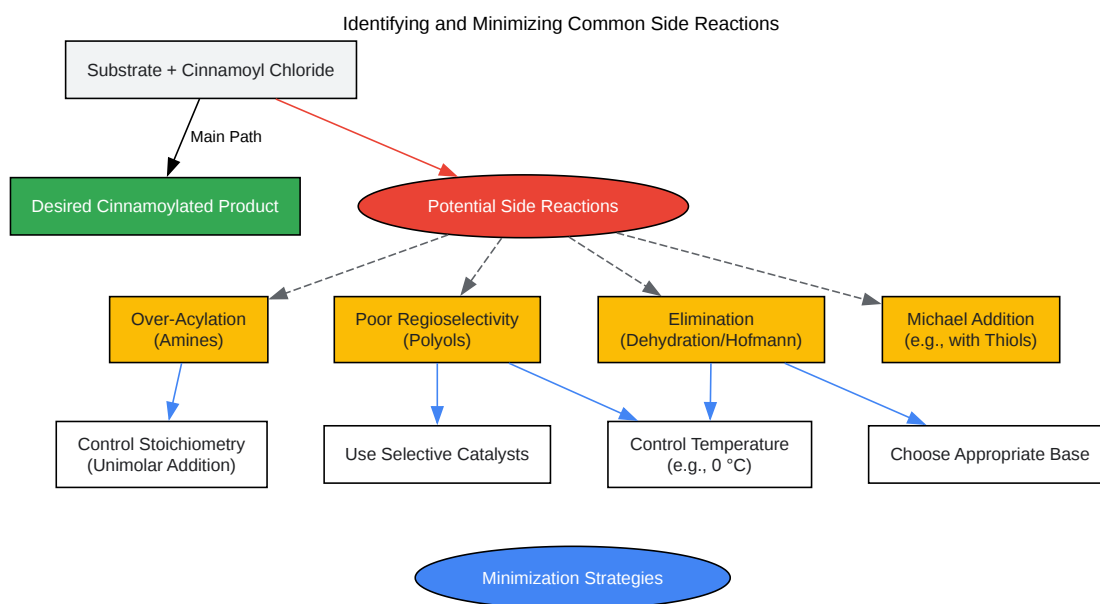 Identifying and Minimizing Common Side Reactions
Substrate + Cinnamoyl Chloride
Main Path
Desired Cinnamoylated Product
Potential Side Reactions
Over-Acylation
(Amines)
Poor Regioselectivity
(Polyols)
Elimination
(Dehydration/Hofmann)
Michael Addition
(e.g., with Thiols)
Control Stoichiometry
(Unimolar Addition)
Use Selective Catalysts
Control Temperature
(e.g., 0 °C)
Choose Appropriate Base
Minimization Strategies